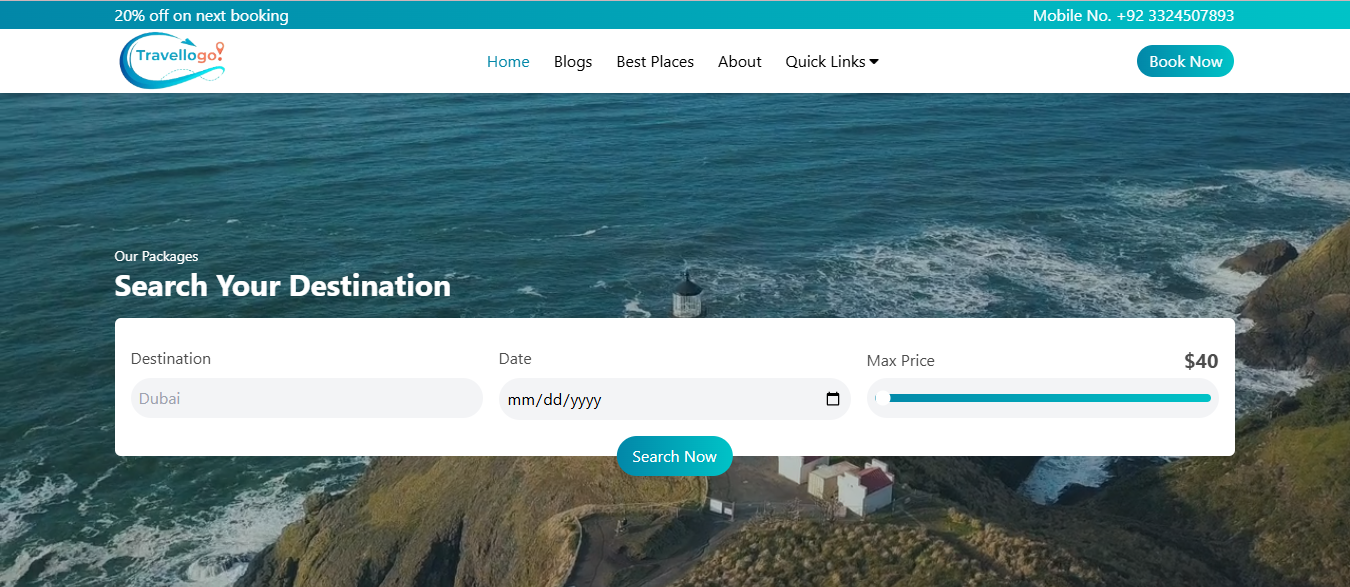 20% off on next booking
Mobile No. +92 3324507893
Travellogo!
Home
Blogs
Best Places
About
Quick Links
Book Now
Our Packages
Search Your Destination
Destination
Date
Max Price
$40
Dubai
mm/dd/yyyy
Search Now